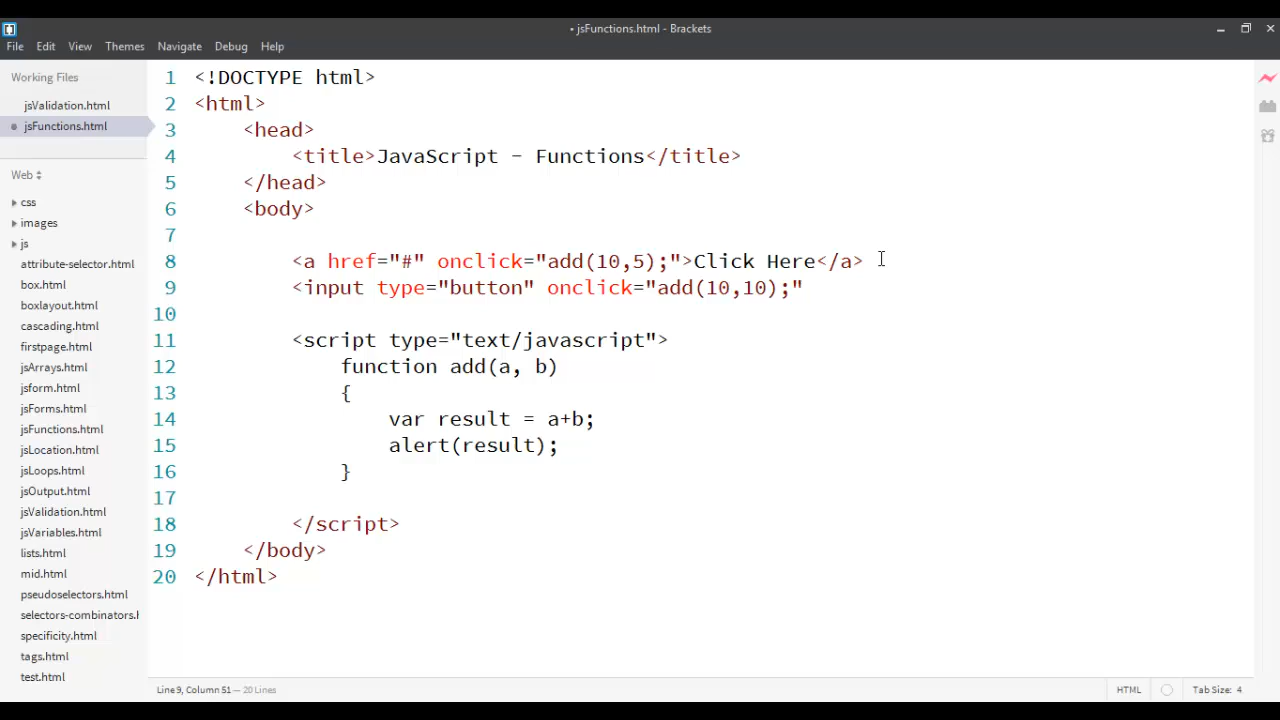 • jsFunctions.html - Brackets
File Edit View Themes Navigate Debug Help
Working Files
jsValidation.html
jsFunctions.html
Web
css
images
js
attribute-selector.html
box.html
boxlayout.html
cascading.html
firstpage.html
jsArrays.html
jsform.html
jsForms.html
jsFunctions.html
jsLocation.html
jsLoops.html
jsOutput.html
jsValidation.html
jsVariables.html
lists.html
mid.html
pseudoselectors.html
selectors-combinators.h
specificity.html
tags.html
test.html
1 <!DOCTYPE html>
2 <html>
3 <head>
4 <title>JavaScript - Functions</title>
5 </head>
6 <body>
7
8 <a href="#" onclick="add(10,5);">Click Here</a>
9 <input type="button" onclick="add(10,10);"
10
11 <script type="text/javascript">
12 function add(a, b)
13 {
14 var result = a+b;
15 alert(result);
16 }
17
18 </script>
19 </body>
20 </html>
Line 9, Column 51 — 20 Lines
HTML
Tab Size: 4